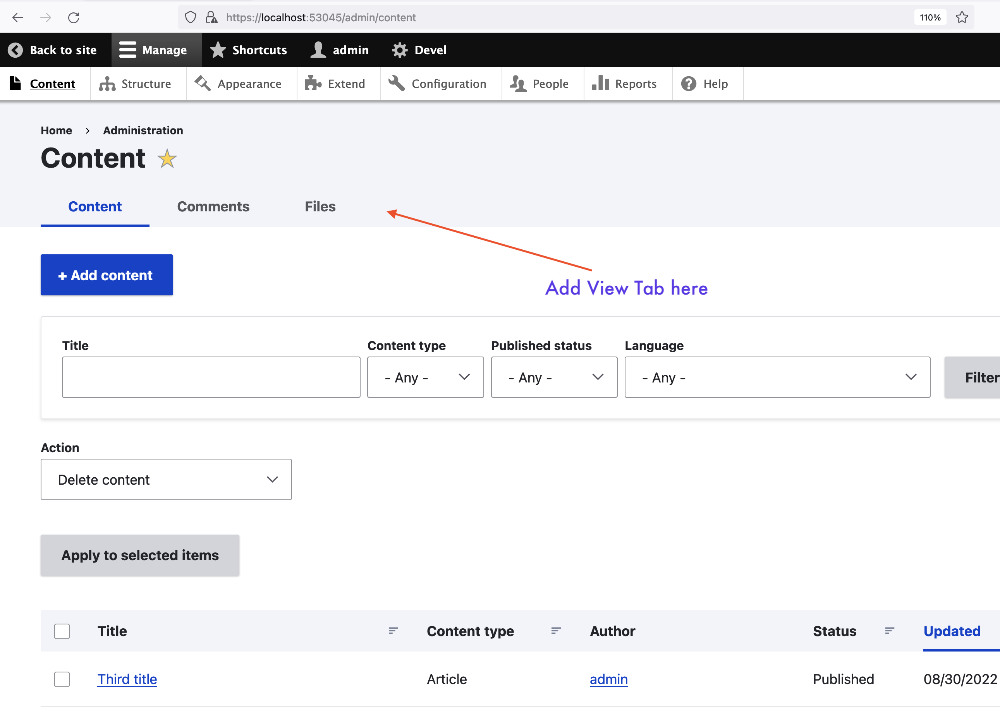 https://localhost:53045/admin/content 110%
Back to site Manage Shortcuts admin Devel
Content Structure Appearance Extend Configuration People Reports Help
Home › Administration
Content
Content Comments Files
+ Add content
Add View Tab here
Title Content type Published status Language
- Any - - Any - - Any - Filter
Action
Delete content
Apply to selected items
Title Content type Author Status Updated
Third title Article admin Published 08/30/2022